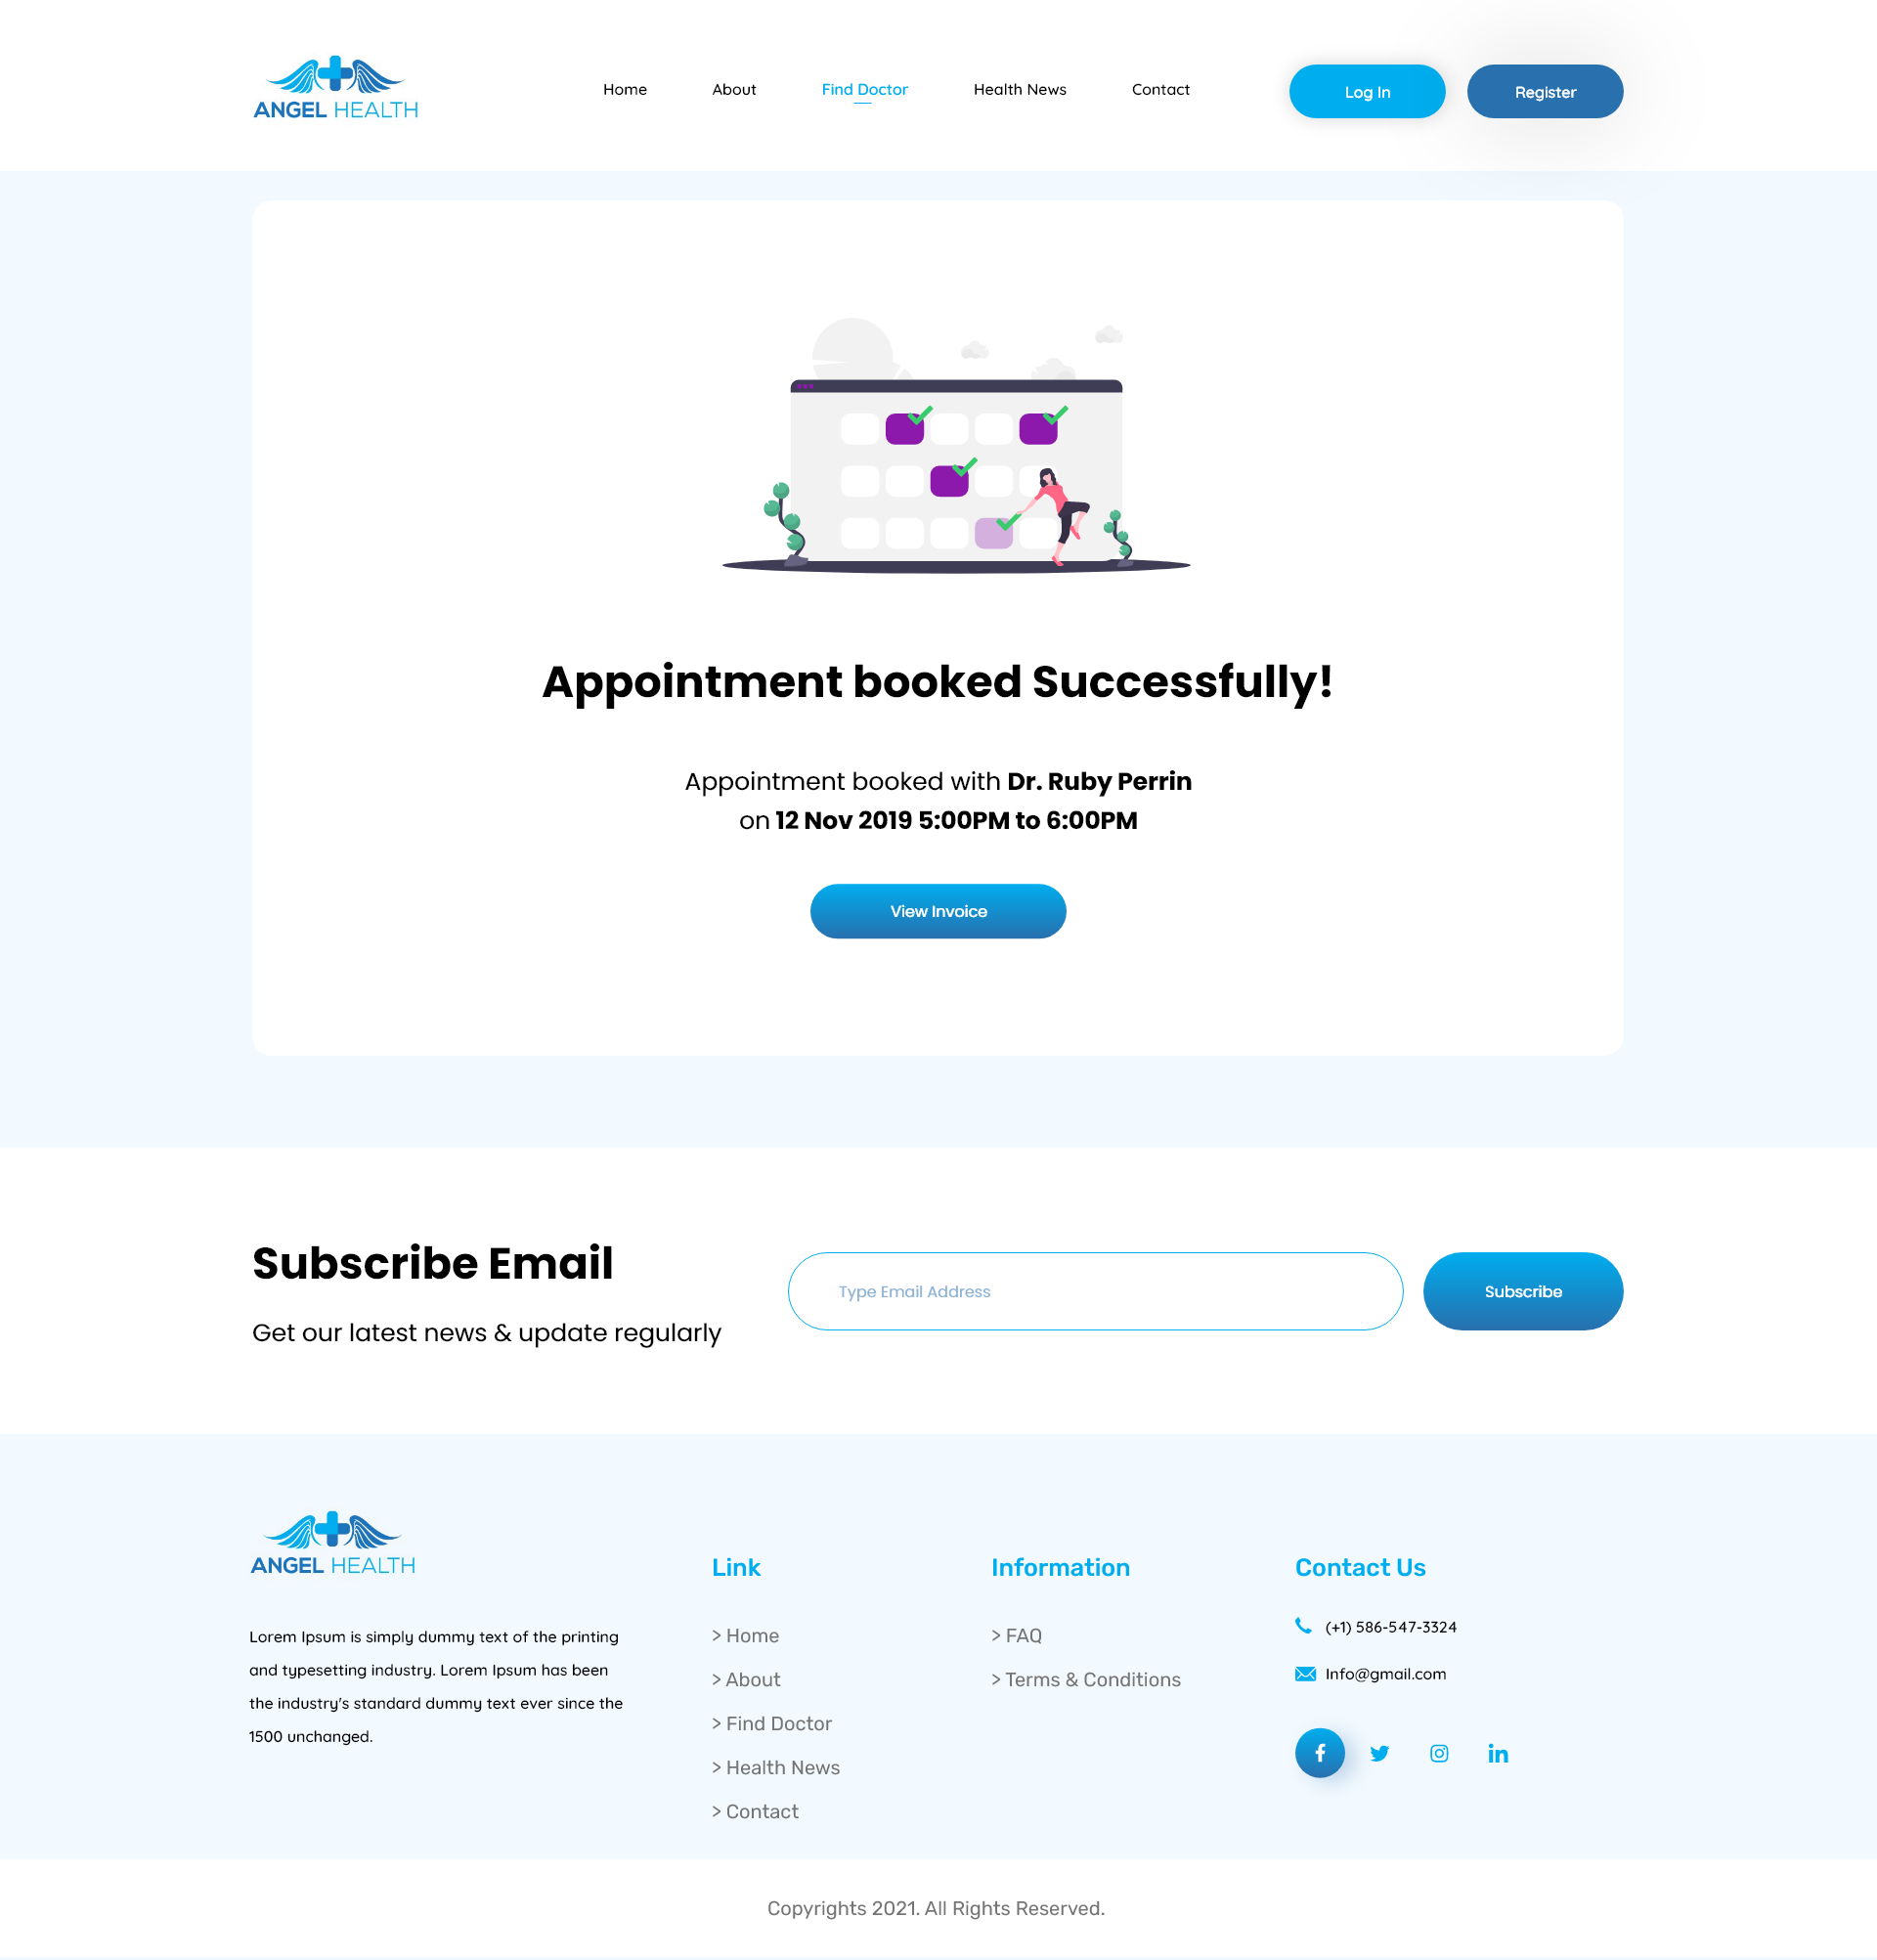 ANGEL HEALTH
Home
About
Find Doctor
Health News
Contact
Log In
Register
Appointment booked Successfully!
Appointment booked with Dr. Ruby Perrin
on 12 Nov 2019 5:00PM to 6:00PM
View Invoice
Subscribe Email
Get our latest news & update regularly
Type Email Address
Subscribe
ANGEL HEALTH
Lorem Ipsum is simply dummy text of the printing
and typesetting industry. Lorem Ipsum has been
the industry's standard dummy text ever since the
1500 unchanged.
Link
> Home
> About
> Find Doctor
> Health News
> Contact
Information
> FAQ
> Terms & Conditions
Contact Us
(+1) 586-547-3324
Info@gmail.com
Copyrights 2021. All Rights Reserved.